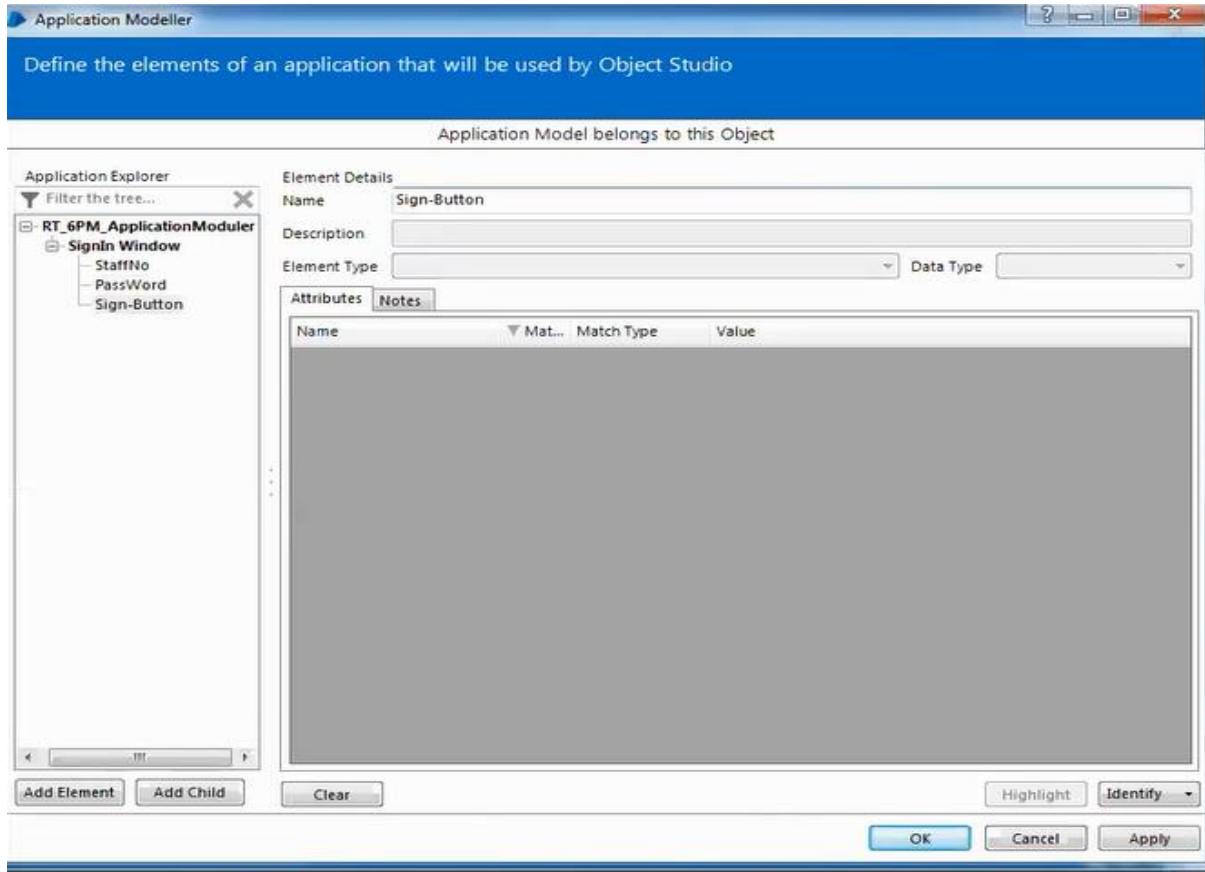 Application Modeller
Define the elements of an application that will be used by Object Studio
Application Model belongs to this Object
Application Explorer
Filter the tree...
RT_6PM_ApplicationModuler
SignIn Window
StaffNo
PassWord
Sign-Button
Element Details
Name Sign-Button
Description
Element Type Data Type
Attributes Notes
Name Mat... Match Type Value
Add Element Add Child Clear Highlight Identify
OK Cancel Apply